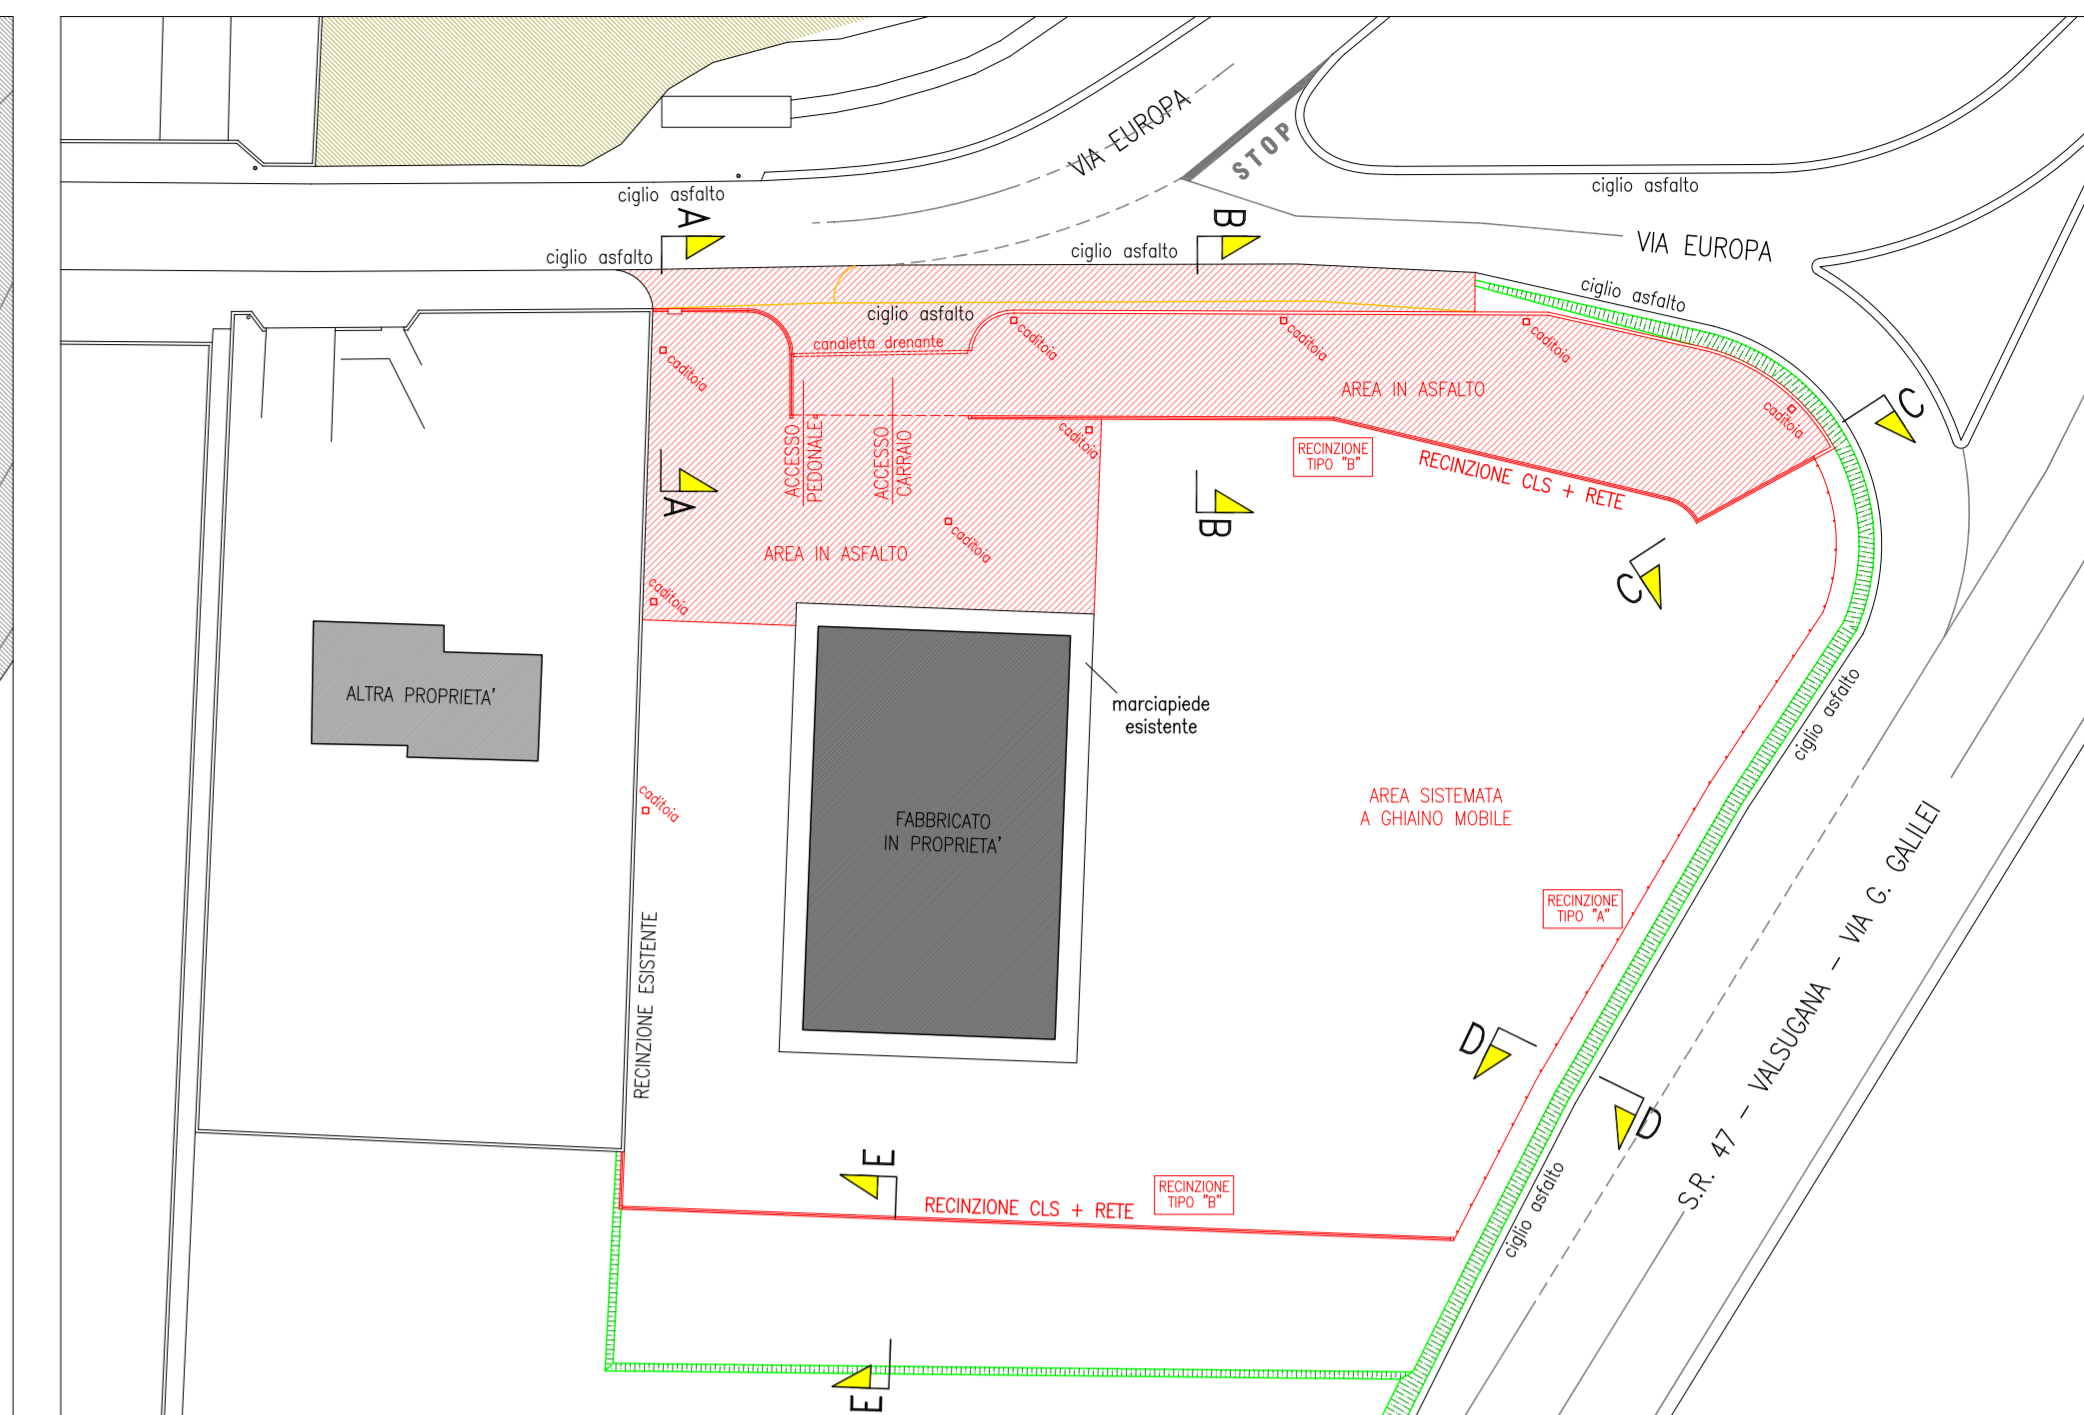 VIA EUROPA
STOP
ciglio asfalto
ciglio asfalto
A
B
ciglio asfalto
ciglio asfalto
VIA EUROPA
ciglio asfalto
ciglio asfalto
canaletta drenante
caditoia
caditoia
caditoia
caditoia
AREA IN ASFALTO
caditoia
C
ACCESSO
PEDONALE
ACCESSO
CARRAIO
caditoia
RECINZIONE
TIPO "B"
RECINZIONE CLS + RETE
A
B
AREA IN ASFALTO
caditoia
caditoia
C
ALTRA PROPRIETA'
marciapiede
esistente
ciglio asfalto
caditoia
FABBRICATO
IN PROPRIETA'
AREA SISTEMATA
A GHIAINO MOBILE
RECINZIONE
TIPO "A"
RECINZIONE ESISTENTE
S.R. 47 - VALSUGANA - VIA G. GALILEI
D
D
E
RECINZIONE CLS + RETE
RECINZIONE
TIPO "B"
ciglio asfalto
E